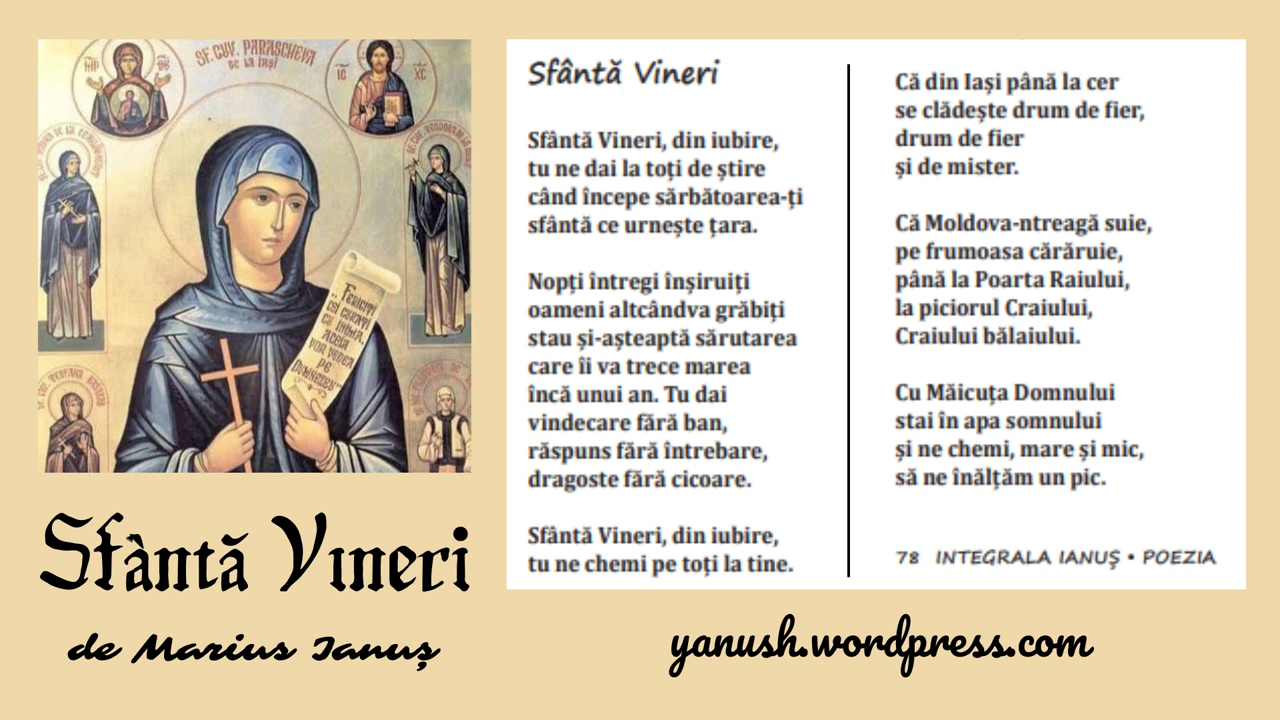 SF. CUV. PARASCHEVA
DE LA IAȘI
IC XC
„FERICIȚI
CEI CURAȚI
CU INIMA,
ACEIA
VOR VEDEA
PE
DUMNEZEU”
Sfântă Vineri
de Marius Ianuș
Sfântă Vineri
Sfântă Vineri, din iubire,
tu ne dai la toți de știre
când începe sărbătoarea-ți
sfântă ce urnește țara.
Nopți întregi înșiruiți
oameni altcândva grăbiți
stau și-așteaptă sărutarea
care îi va trece marea
încă unui an. Tu dai
vindecare fără ban,
răspuns fără întrebare,
dragoste fără cicoare.
Sfântă Vineri, din iubire,
tu ne chemi pe toți la tine.
Că din Iași până la cer
se clădește drum de fier,
drum de fier
și de mister.
Că Moldova-ntreagă suie,
pe frumoasa cărăruie,
până la Poarta Raiului,
la piciorul Craiului,
Craiului bălaiului.
Cu Măicuța Domnului
stai în apa somnului
și ne chemi, mare și mic,
să ne înălțăm un pic.
78 INTEGRALA IANUȘ • POEZIA
yanush.wordpress.com